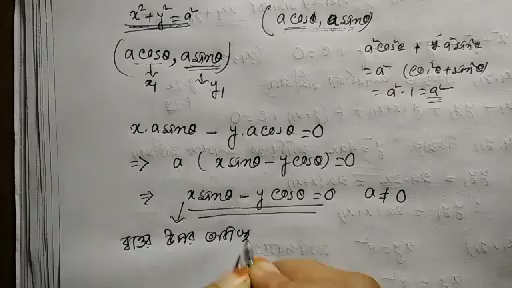 x² + y² = a²
(a cosθ, a sinθ)
(a cosθ, a sinθ)
x₁ y₁
a²cos²θ + a²sin²θ
= a² (cos²θ + sin²θ)
= a² · 1 = a²
x. a sinθ - y. a cosθ = 0
=> a (x sinθ - y cosθ) = 0
=> x sinθ - y cosθ = 0 a ≠ 0
বৃত্তের উপর